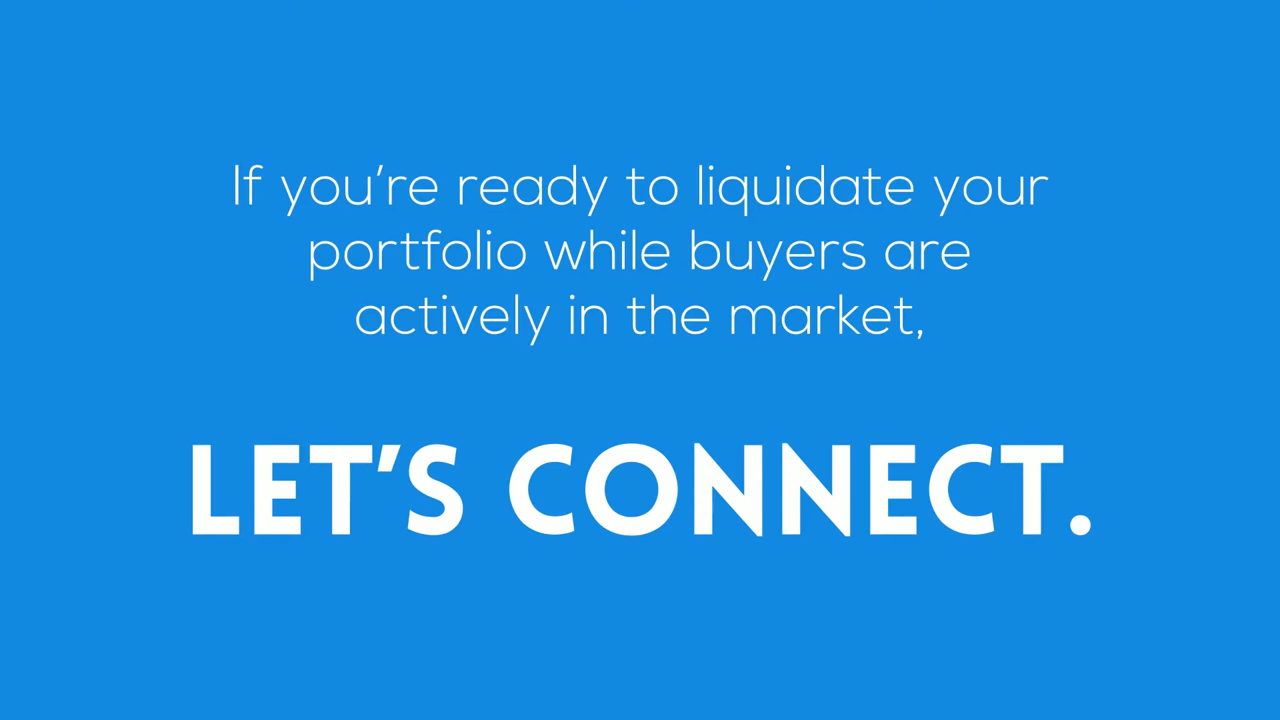 If you’re ready to liquidate your
portfolio while buyers are
actively in the market,
LET’S CONNECT.